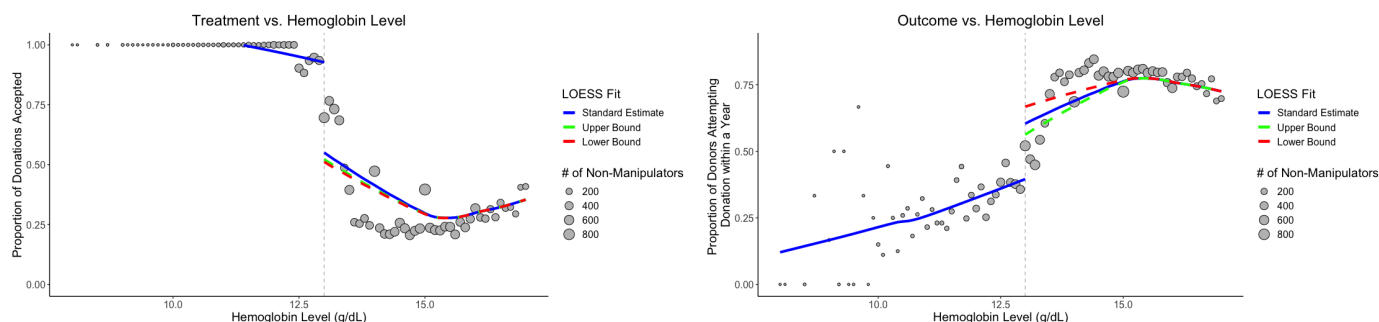 Treatment vs. Hemoglobin Level
Proportion of Donations Accepted
1.00
0.75
0.50
0.25
0.00
10.0
12.5
15.0
Hemoglobin Level (g/dL)
LOESS Fit
Standard Estimate
Upper Bound
Lower Bound
# of Non-Manipulators
200
400
600
800
Outcome vs. Hemoglobin Level
Proportion of Donors Attempting
Donation within a Year
0.75
0.50
0.25
0.00
10.0
12.5
15.0
Hemoglobin Level (g/dL)
LOESS Fit
Standard Estimate
Upper Bound
Lower Bound
# of Non-Manipulators
200
400
600
800